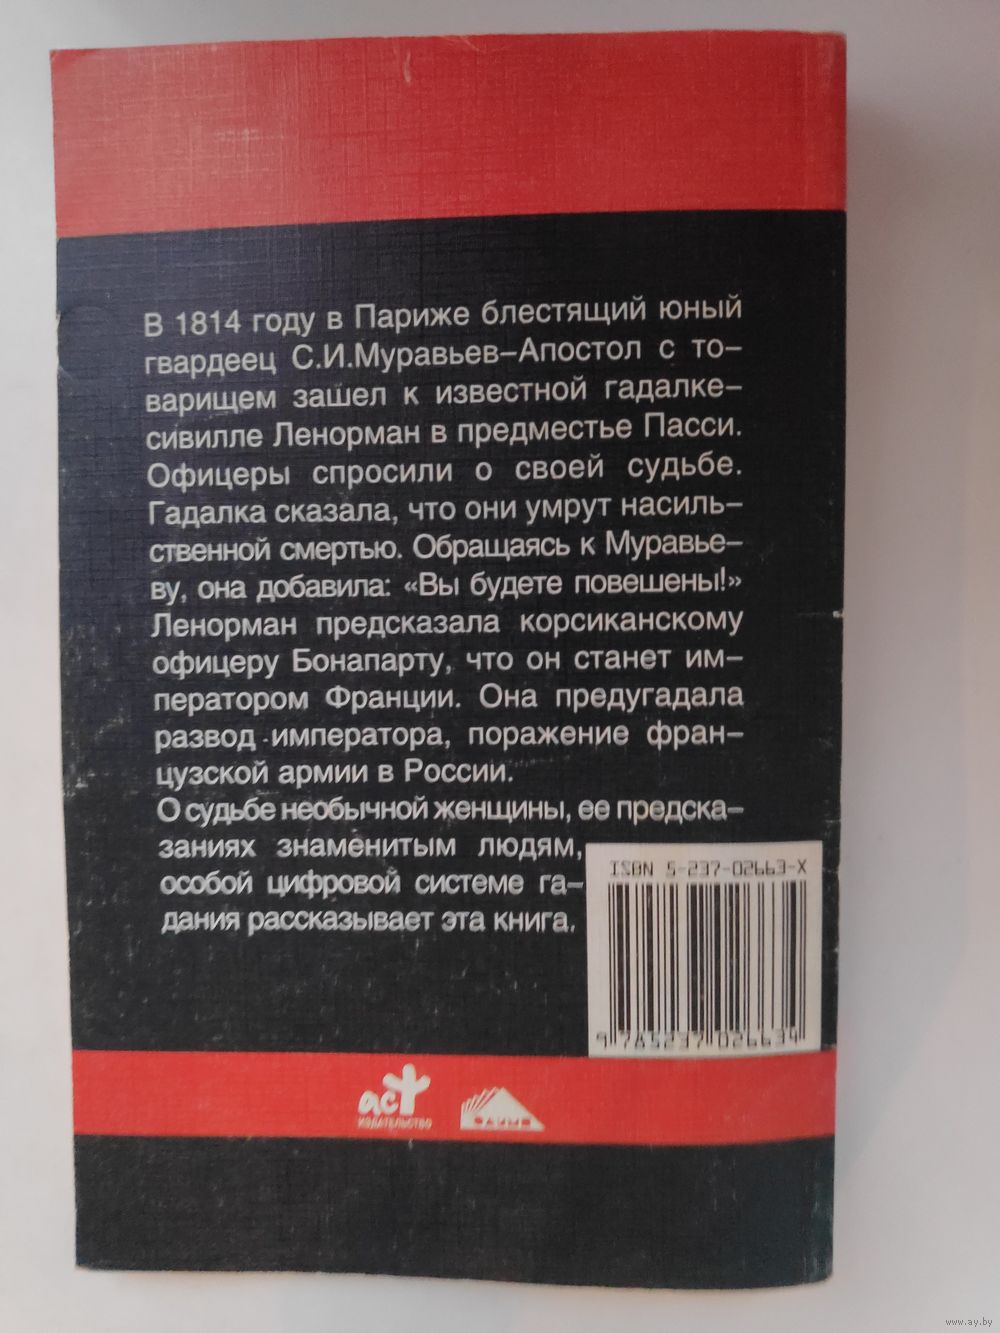 В 1814 году в Париже блестящий юный
гвардеец С.И.Муравьев-Апостол с то-
варищем зашел к известной гадалке-
сивилле Ленорман в предместье Пасси.
Офицеры спросили о своей судьбе.
Гадалка сказала, что они умрут насиль-
ственной смертью. Обращаясь к Муравье-
ву, она добавила: «Вы будете повешены!»
Ленорман предсказала корсиканскому
офицеру Бонапарту, что он станет им-
ператором Франции. Она предугадала
развод императора, поражение фран-
цузской армии в России.
О судьбе необычной женщины, ее предска-
заниях знаменитым людям,
особой цифровой системе га-
дания рассказывает эта книга.
ISBN 5-237-02663-X
9 785237 026634
аст
ИЗДАТЕЛЬСТВО
www.ay.by